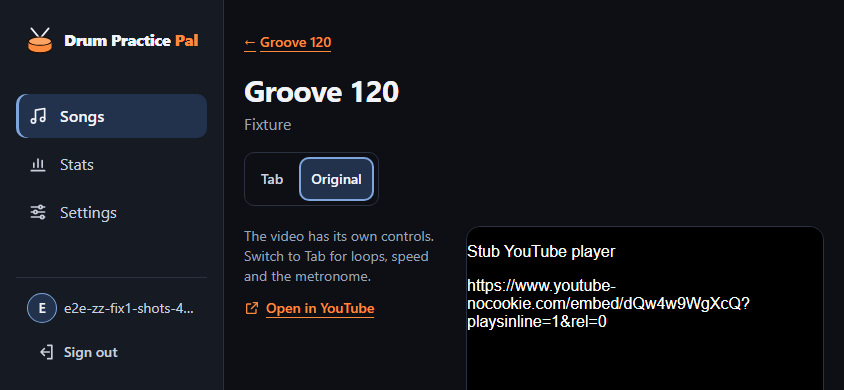 Drum Practice Pal
Songs
Stats
Settings
E
e2e-zz-fix1-shots-4...
Sign out
← Groove 120
Groove 120
Fixture
Tab
Original
The video has its own controls.
Switch to Tab for loops, speed
and the metronome.
Open in YouTube
Stub YouTube player
https://www.youtube-
nocookie.com/embed/dQw4w9WgXcQ?
playsinline=1&rel=0